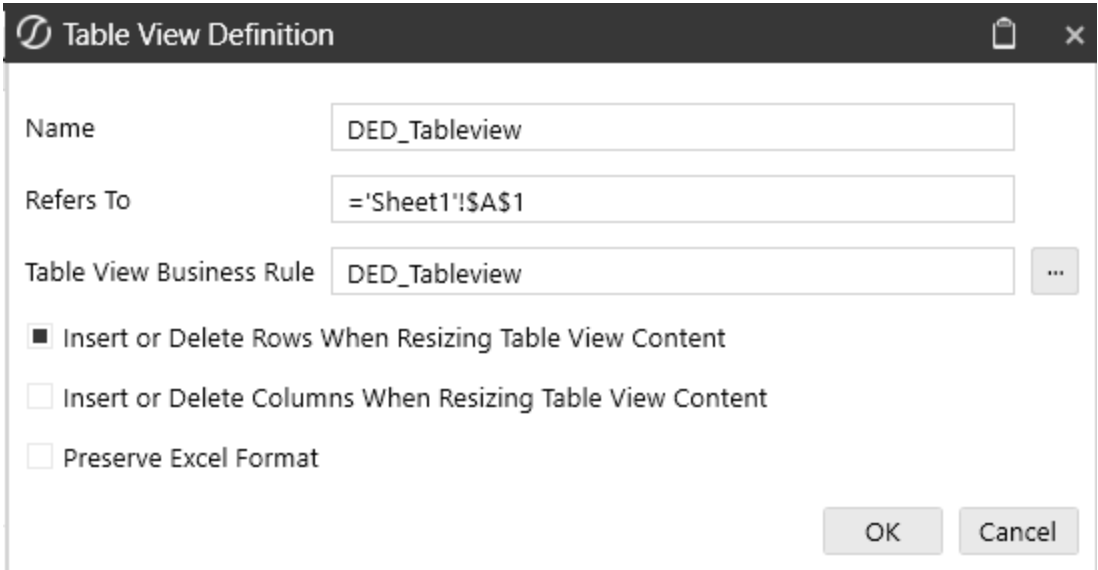 Table View Definition
Name
DED_Tableview
Refers To
='Sheet1'!$A$1
Table View Business Rule
DED_Tableview
...
Insert or Delete Rows When Resizing Table View Content
Insert or Delete Columns When Resizing Table View Content
Preserve Excel Format
OK
Cancel